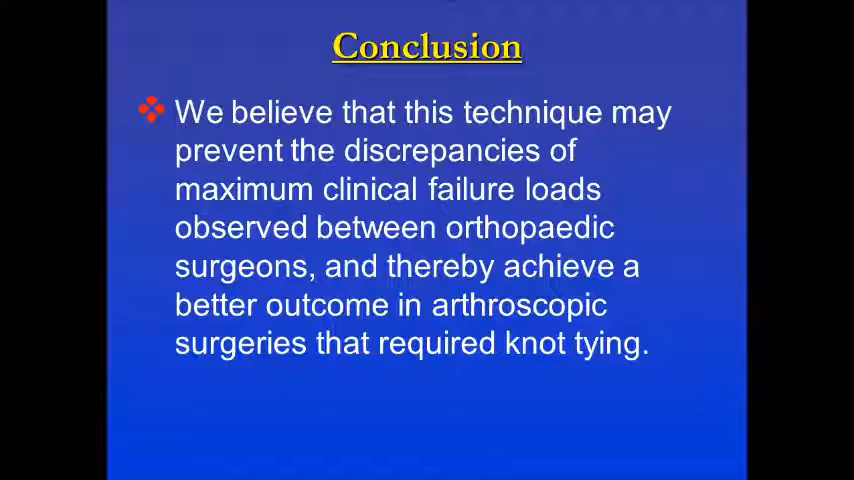 Conclusion
We believe that this technique may
prevent the discrepancies of
maximum clinical failure loads
observed between orthopaedic
surgeons, and thereby achieve a
better outcome in arthroscopic
surgeries that required knot tying.